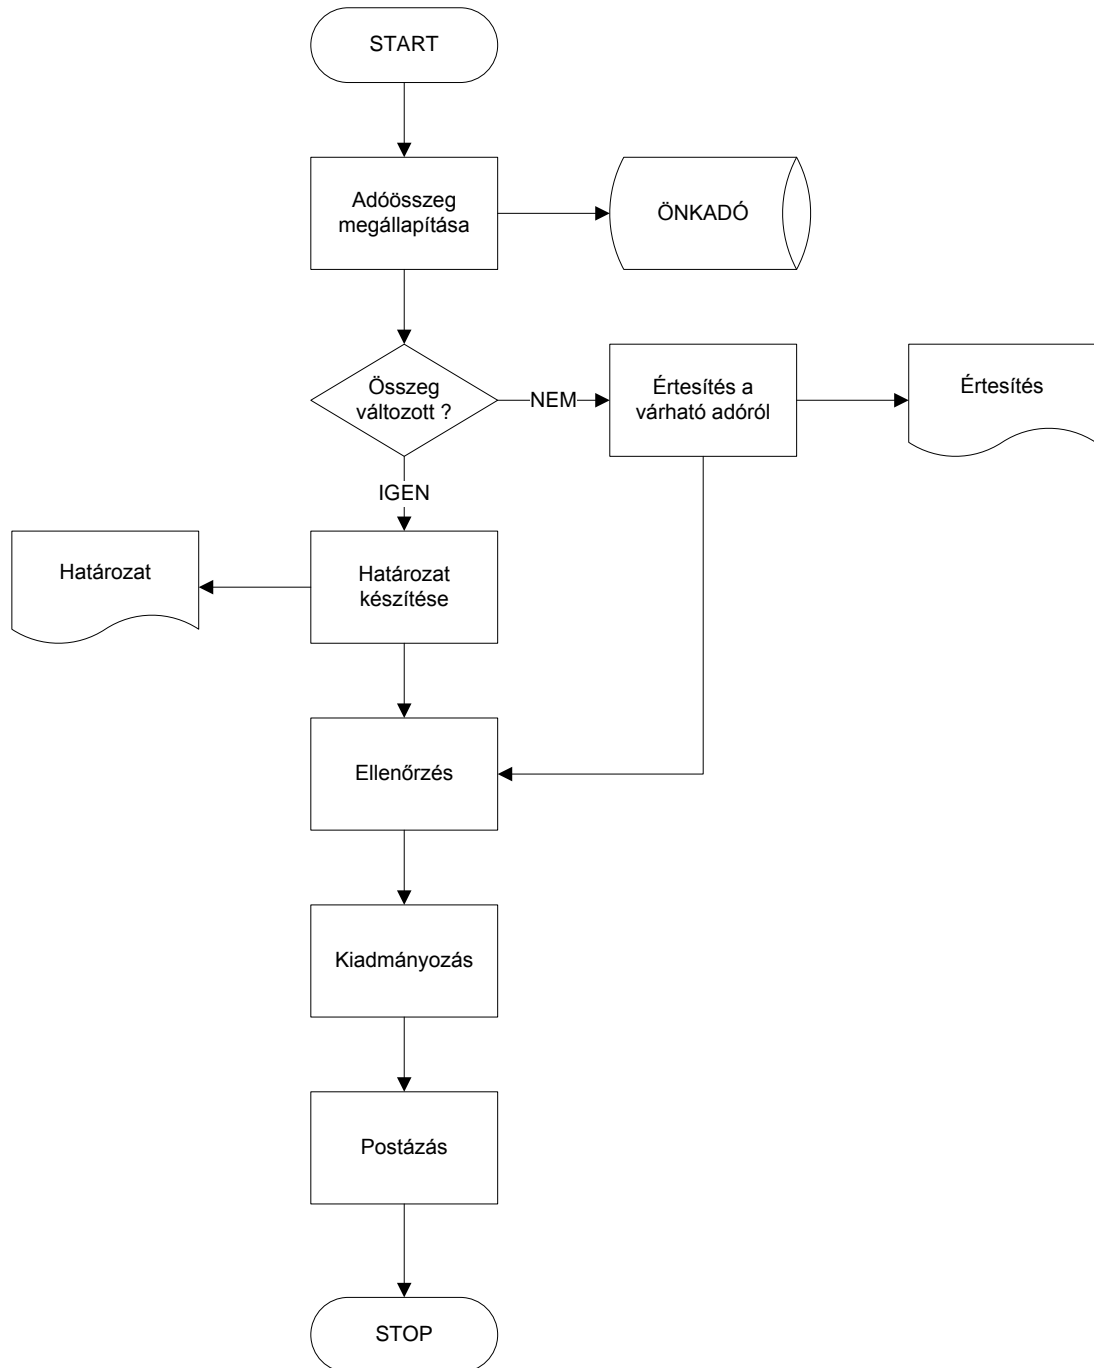 START
Adóösszeg
megállapítása
ÖNKADÓ
Összeg
változott ?
NEM
Értesítés a
várható adóról
Értesítés
IGEN
Határozat
Határozat
készítése
Ellenőrzés
Kiadmányozás
Postázás
STOP